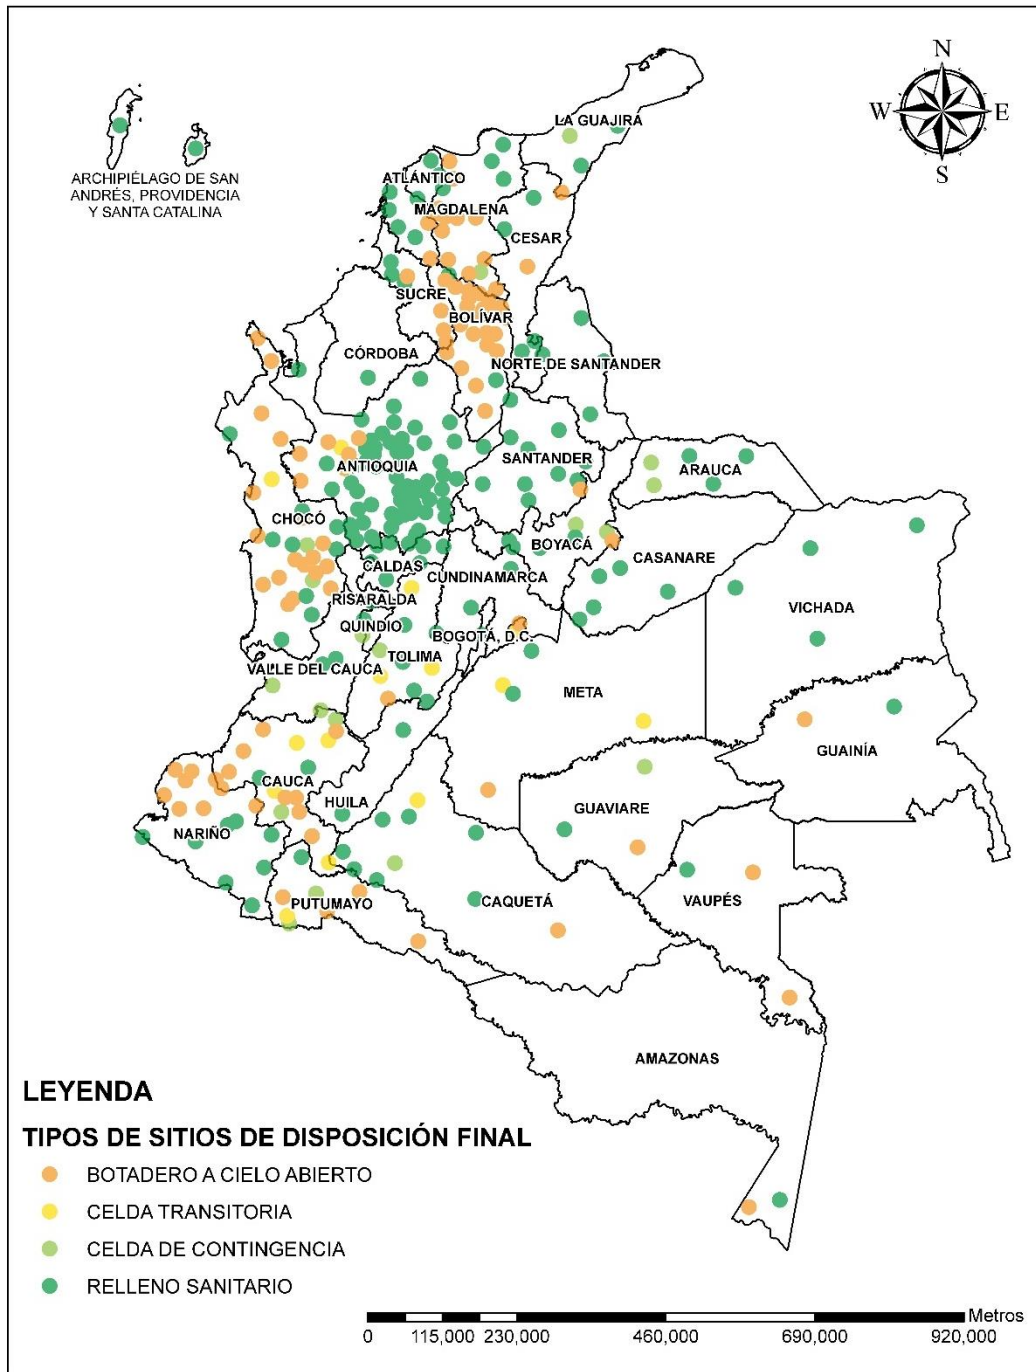 N
W
E
S
LA GUAJIRA
ARCHIPIÉLAGO DE SAN
ANDRÉS, PROVIDENCIA
Y SANTA CATALINA
ATLÁNTICO
MAGDALENA
CESAR
SUCRE
BOLÍVAR
CÓRDOBA
NORTE DE SANTANDER
ANTIOQUIA
SANTANDER
ARAUCA
CHOCÓ
BOYACÁ
CASANARE
CALDAS
CUNDINAMARCA
RISARALDA
VICHADA
QUINDIO
BOGOTÁ, D.C.
TOLIMA
VALLE DEL CAUCA
META
GUAINÍA
CAUCA
HUILA
GUAVIARE
NARIÑO
PUTUMAYO
CAQUETÁ
VAUPÉS
AMAZONAS
LEYENDA
TIPOS DE SITIOS DE DISPOSICIÓN FINAL
BOTADERO A CIELO ABIERTO
CELDA TRANSITORIA
CELDA DE CONTINGENCIA
RELLENO SANITARIO
Metros
0 115,000 230,000 460,000 690,000 920,000